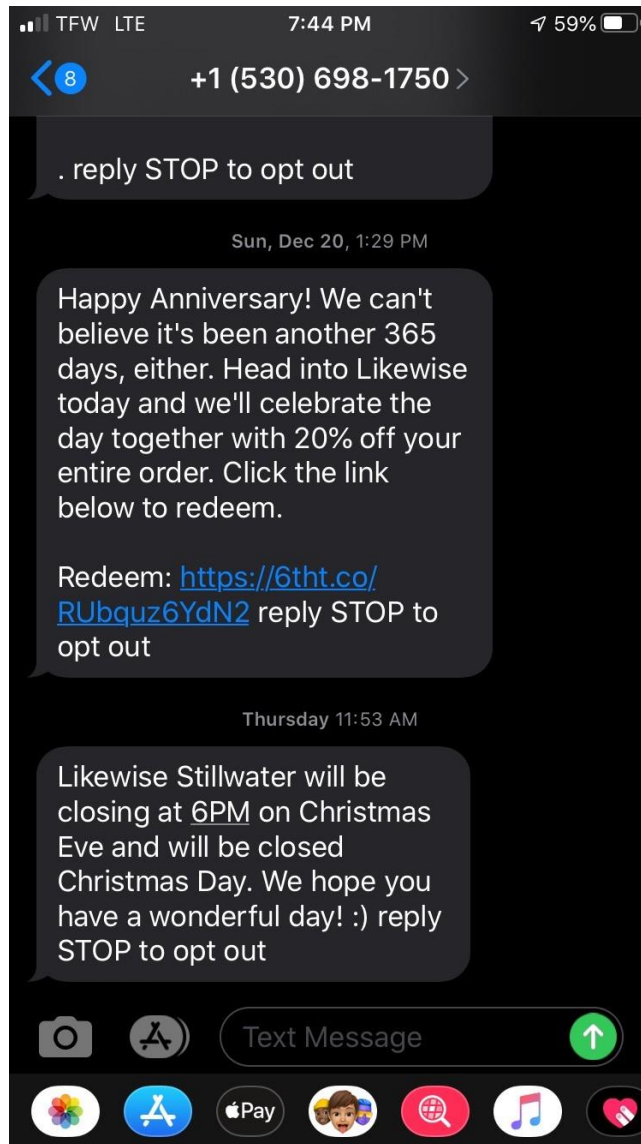 TFW LTE 7:44 PM 59%
8 +1 (530) 698-1750
. reply STOP to opt out
Sun, Dec 20, 1:29 PM
Happy Anniversary! We can't
believe it's been another 365
days, either. Head into Likewise
today and we'll celebrate the
day together with 20% off your
entire order. Click the link
below to redeem.
Redeem: https://6tht.co/
RUbquz6YdN2 reply STOP to
opt out
Thursday 11:53 AM
Likewise Stillwater will be
closing at 6PM on Christmas
Eve and will be closed
Christmas Day. We hope you
have a wonderful day! :) reply
STOP to opt out
Text Message
Pay